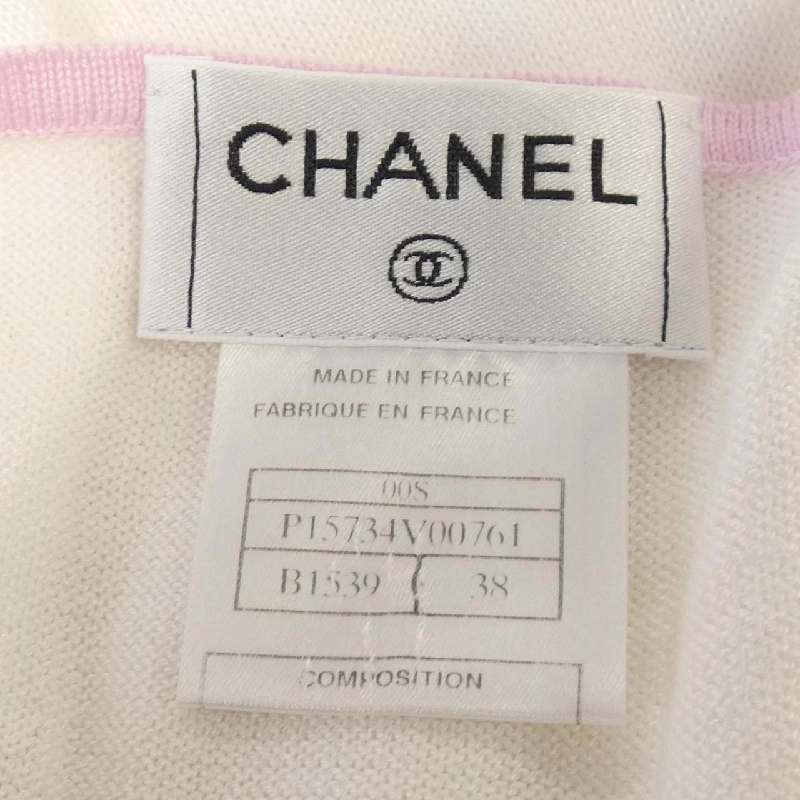 CHANEL
MADE IN FRANCE
FABRIQUE EN FRANCE
00S
P15734V00761
B1539 38
COMPOSITION